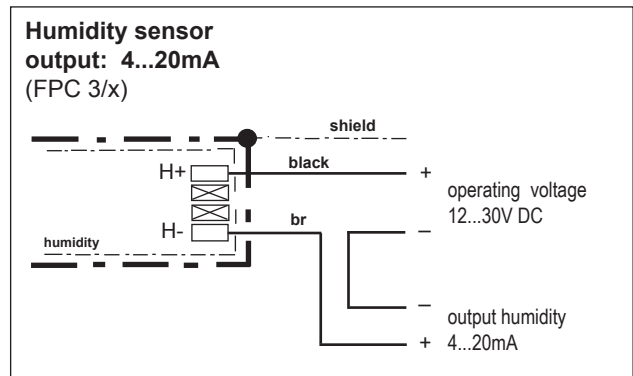 Humidity sensor
output: 4...20mA
(FPC 3/x)
shield
H+
black
+
operating voltage
12...30V DC
H-
br
–
humidity
–
output humidity
+
4...20mA